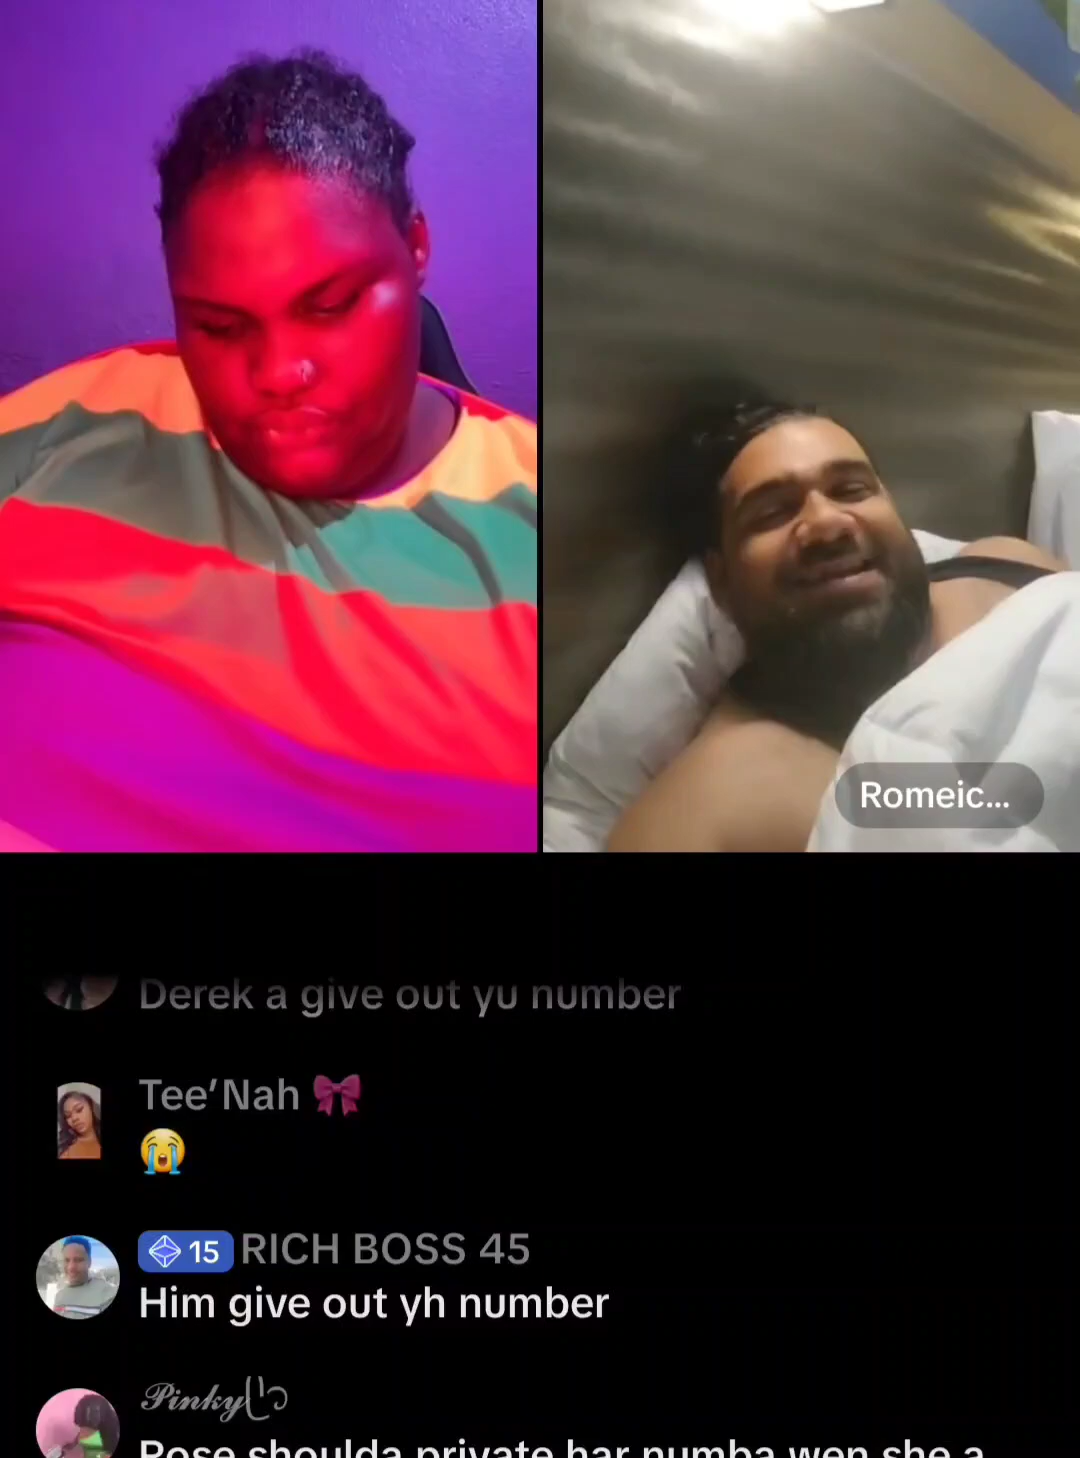 Romeic...
Derek a give out yu number
Tee’Nah 🎀
😭
15 RICH BOSS 45
Him give out yh number
𝒫𝒾𝓃𝓀𝓎
Rose shoulda private har numba wen she a